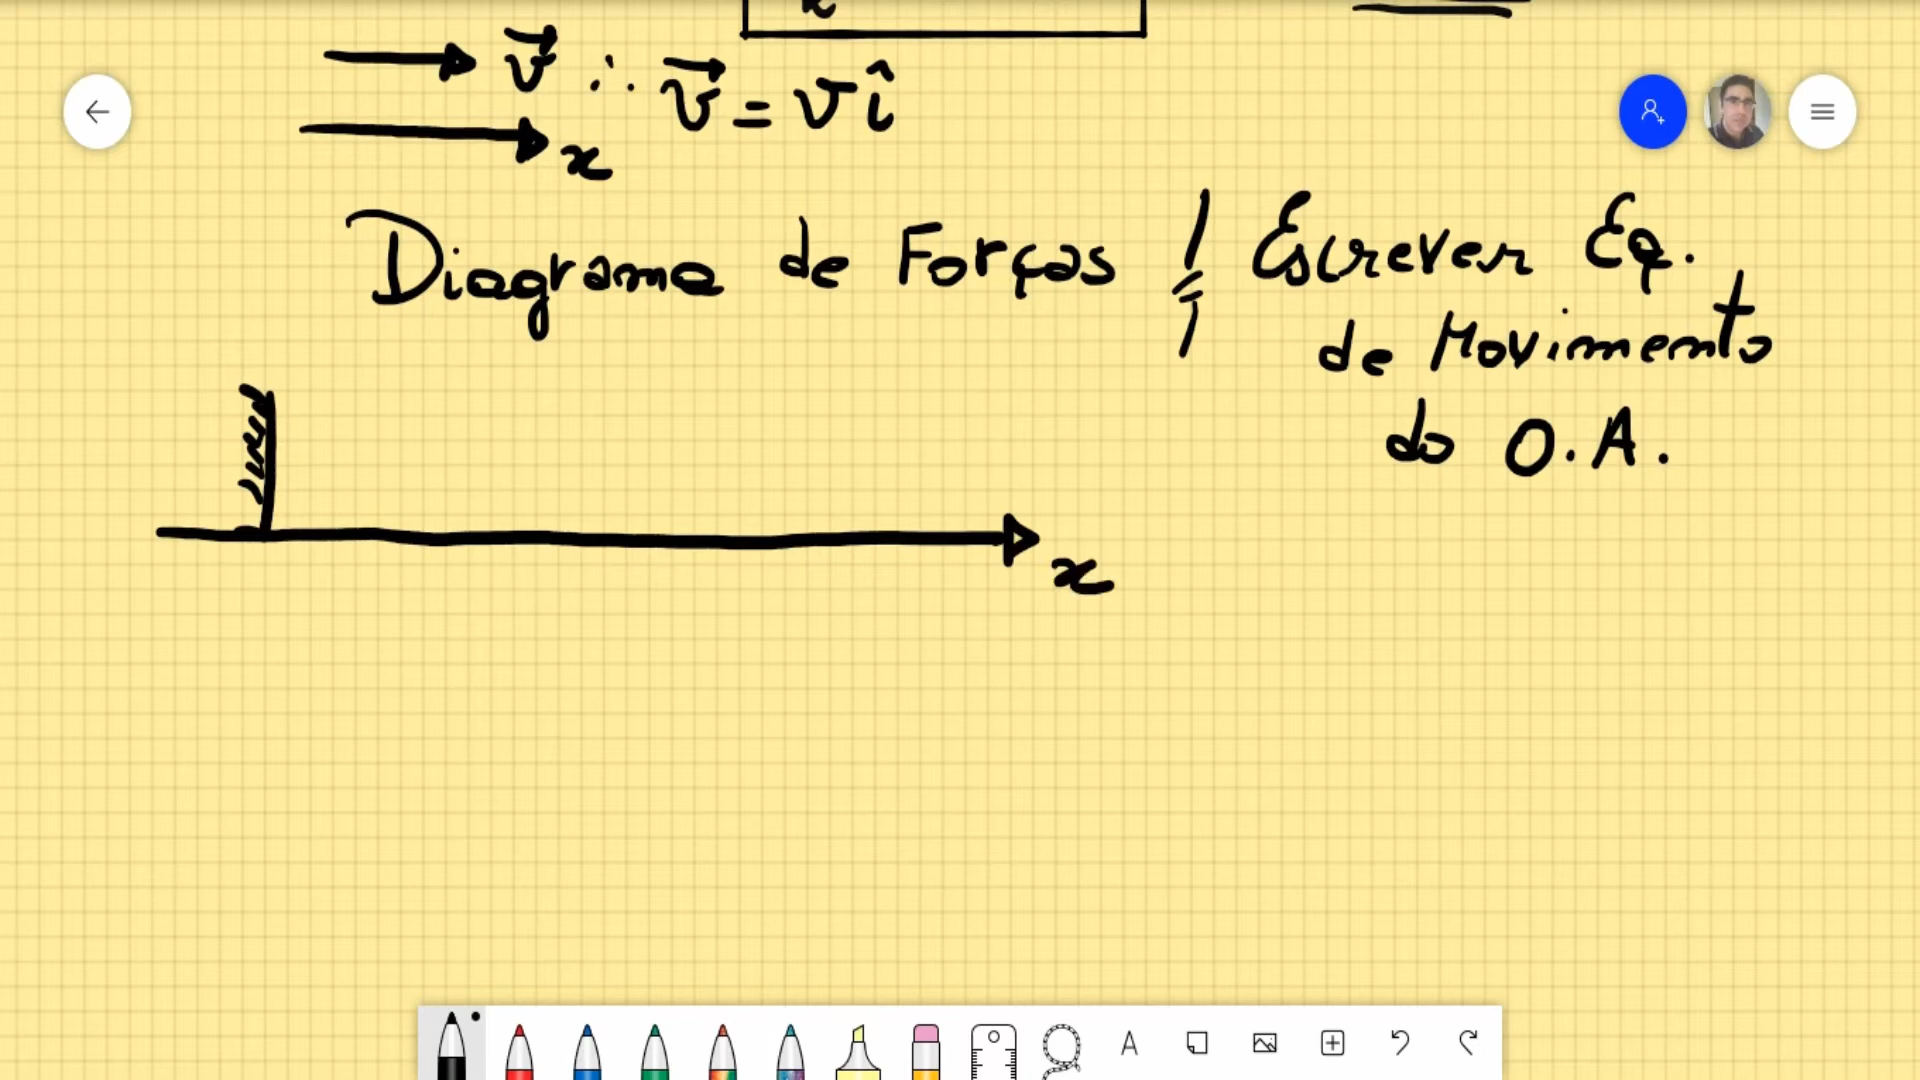 v⃗ ∴ v⃗ = v î
x
Diagrama de Forças | Escrever Eq.
de Movimento
do O.A.
x
A